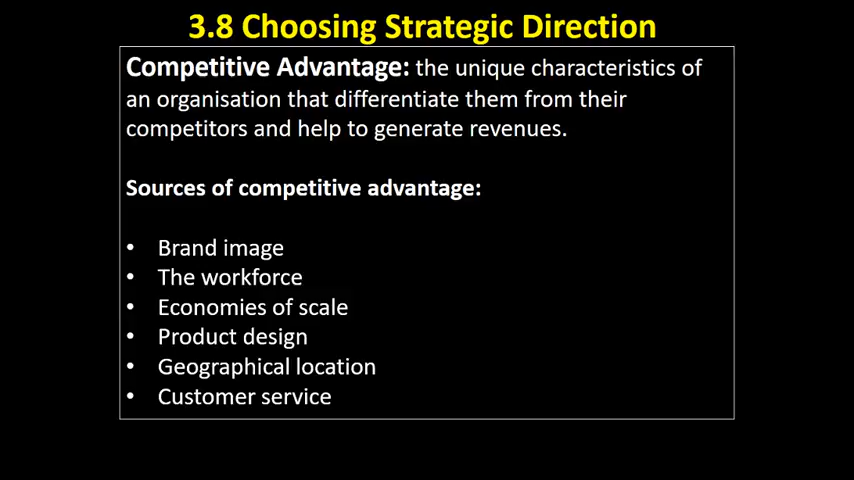 3.8 Choosing Strategic Direction
Competitive Advantage: the unique characteristics of
an organisation that differentiate them from their
competitors and help to generate revenues.
Sources of competitive advantage:
• Brand image
• The workforce
• Economies of scale
• Product design
• Geographical location
• Customer service